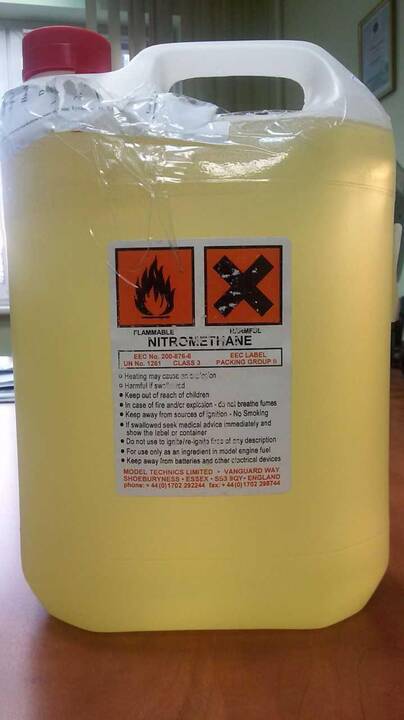 FLAMMABLE
HARMFUL
NITROMETHANE
EEC No. 200-876-6 EEC LABEL
UN No. 1261 CLASS 3 PACKING GROUP II
Heating may cause an explosion
Harmful if swallowed
Keep out of reach of children
In case of fire and/or explosion - do not breathe fumes
Keep away from sources of ignition - No Smoking
If swallowed seek medical advice immediately and
show the label or container
Do not use to ignite/re-ignite fires of any description
For use only as an ingredient in model engine fuel
Keep away from batteries and other electrical devices
MODEL TECHNICS LIMITED • VANGUARD WAY
SHOEBURYNESS • ESSEX • SS3 9QY • ENGLAND
phone: +44(0)1702 292244 fax: +44(0)1702 298744